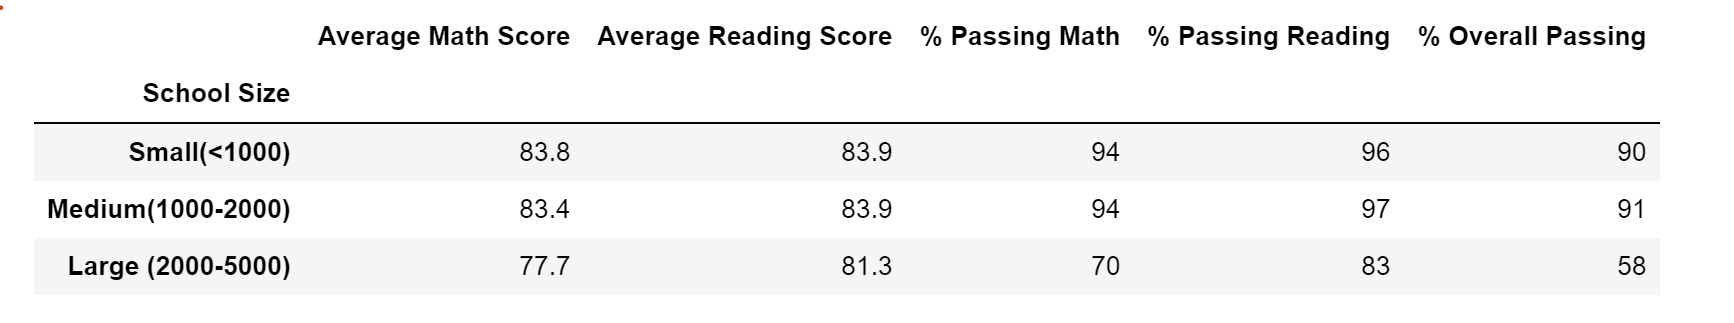 Average Math Score Average Reading Score % Passing Math % Passing Reading % Overall Passing
School Size
Small(<1000) 83.8 83.9 94 96 90
Medium(1000-2000) 83.4 83.9 94 97 91
Large (2000-5000) 77.7 81.3 70 83 58